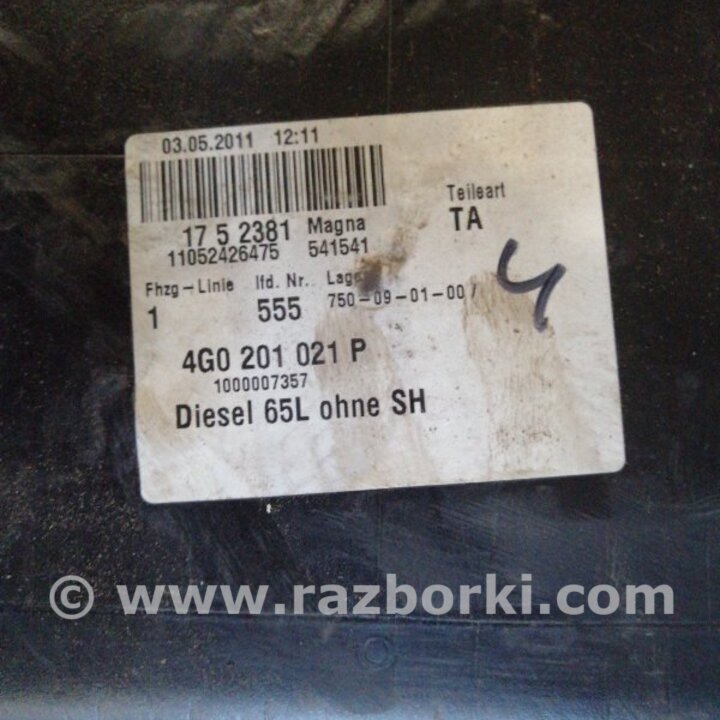 03.05.2011 12:11
17 5 2381 Magna
11052426475 541541
Teileart
TA
Fhzg-Linie lfd. Nr.
1 555 750-09-01-00/
4G0 201 021 P
1000007357
Diesel 65L ohne SH
4
© www.razborki.com